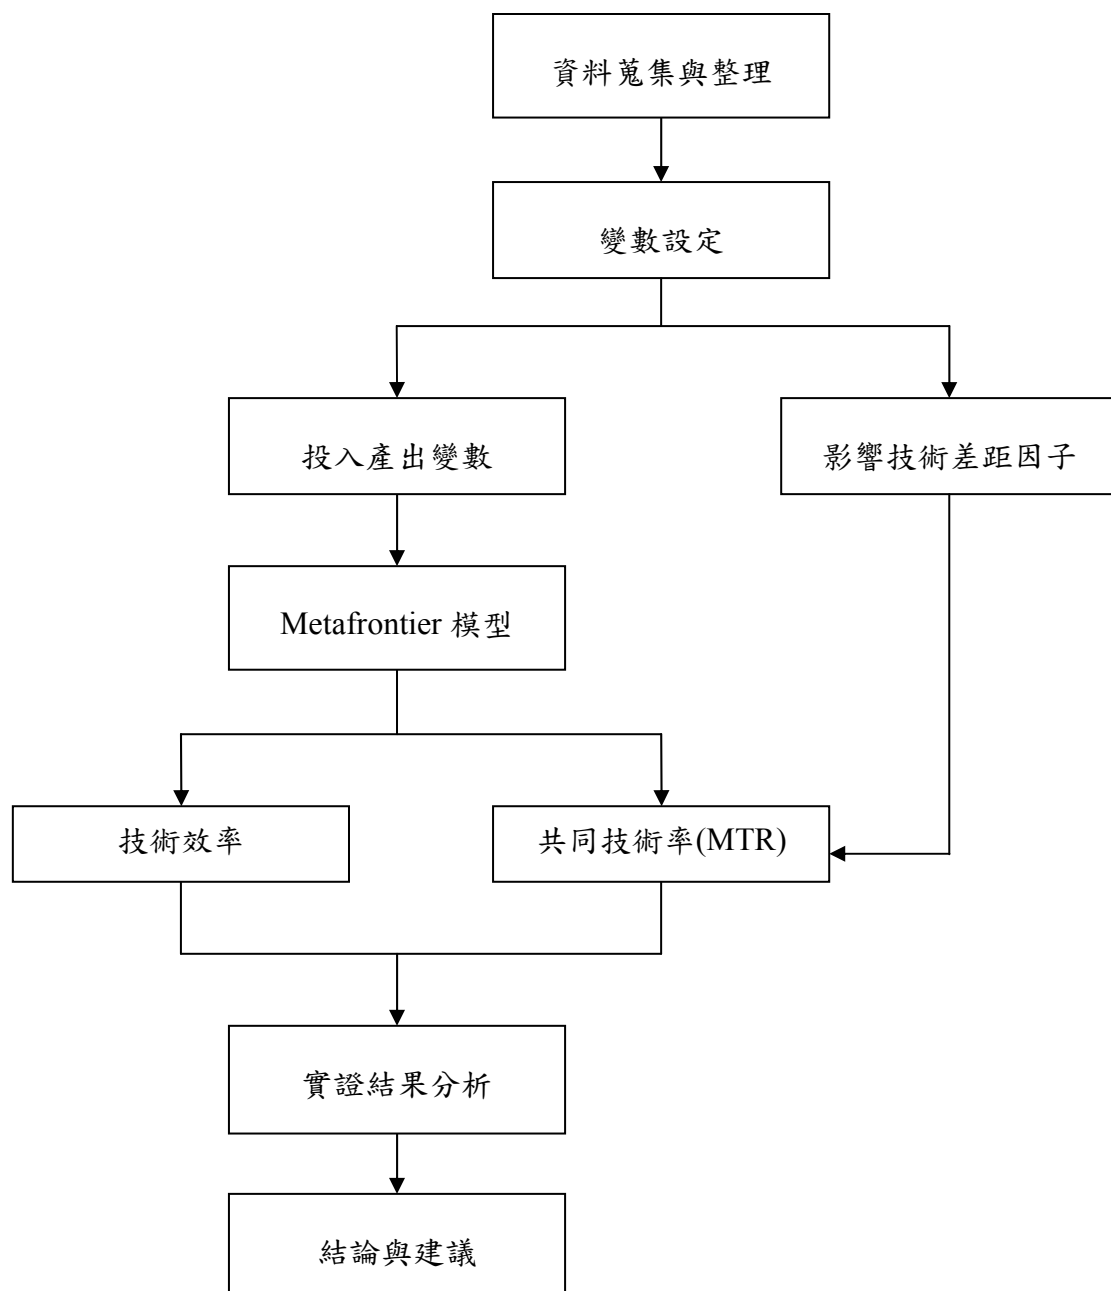 資料蒐集與整理
變數設定
投入產出變數
影響技術差距因子
Metafrontier 模型
技術效率
共同技術率(MTR)
實證結果分析
結論與建議